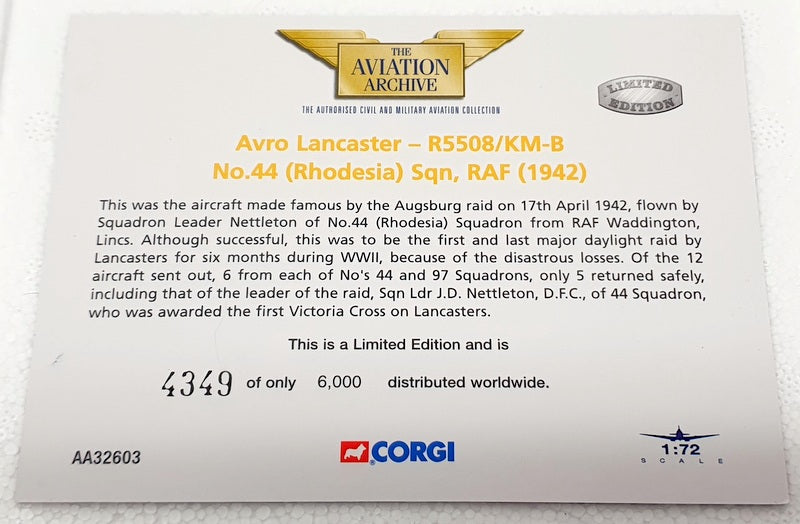 THE
AVIATION
ARCHIVE
THE AUTHORISED CIVIL AND MILITARY AVIATION COLLECTION
LIMITED
EDITION
Avro Lancaster – R5508/KM-B
No.44 (Rhodesia) Sqn, RAF (1942)
This was the aircraft made famous by the Augsburg raid on 17th April 1942, flown by
Squadron Leader Nettleton of No.44 (Rhodesia) Squadron from RAF Waddington,
Lincs. Although successful, this was to be the first and last major daylight raid by
Lancasters for six months during WWII, because of the disastrous losses. Of the 12
aircraft sent out, 6 from each of No's 44 and 97 Squadrons, only 5 returned safely,
including that of the leader of the raid, Sqn Ldr J.D. Nettleton, D.F.C., of 44 Squadron,
who was awarded the first Victoria Cross on Lancasters.
This is a Limited Edition and is
4349 of only 6,000 distributed worldwide.
AA32603
®CORGI
1:72
SCALE